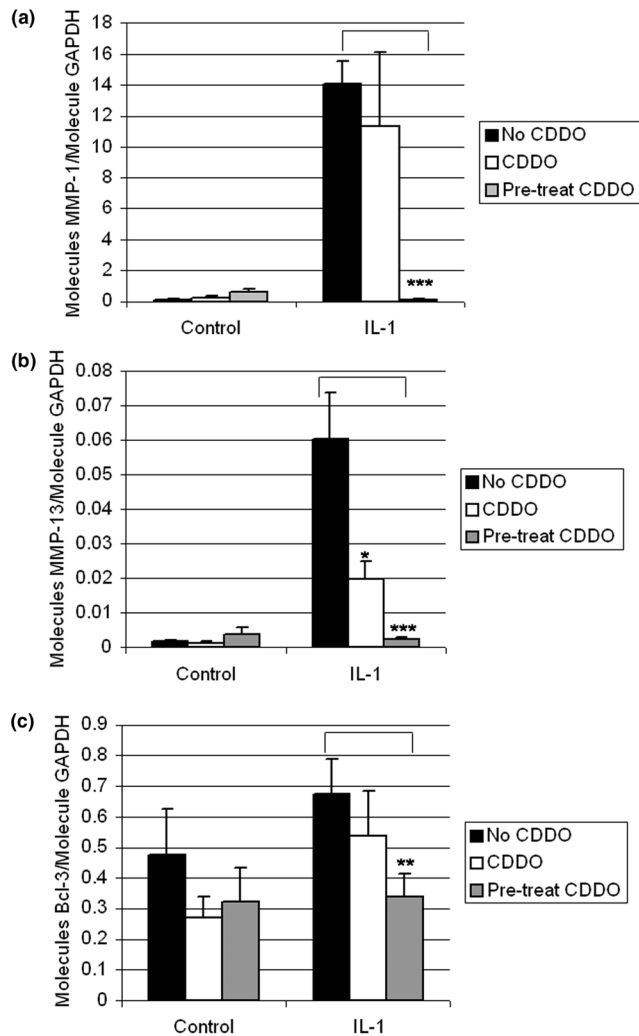 (a)
Molecules MMP-1/Molecule GAPDH
18
16
14
12
10
8
6
4
2
0
***
Control
IL-1
No CDDO
CDDO
Pre-treat CDDO
(b)
Molecules MMP-13/Molecule GAPDH
0.08
0.07
0.06
0.05
0.04
0.03
0.02
0.01
0
*
***
Control
IL-1
No CDDO
CDDO
Pre-treat CDDO
(c)
Molecules Bcl-3/Molecule GAPDH
0.9
0.8
0.7
0.6
0.5
0.4
0.3
0.2
0.1
0
**
Control
IL-1
No CDDO
CDDO
Pre-treat CDDO